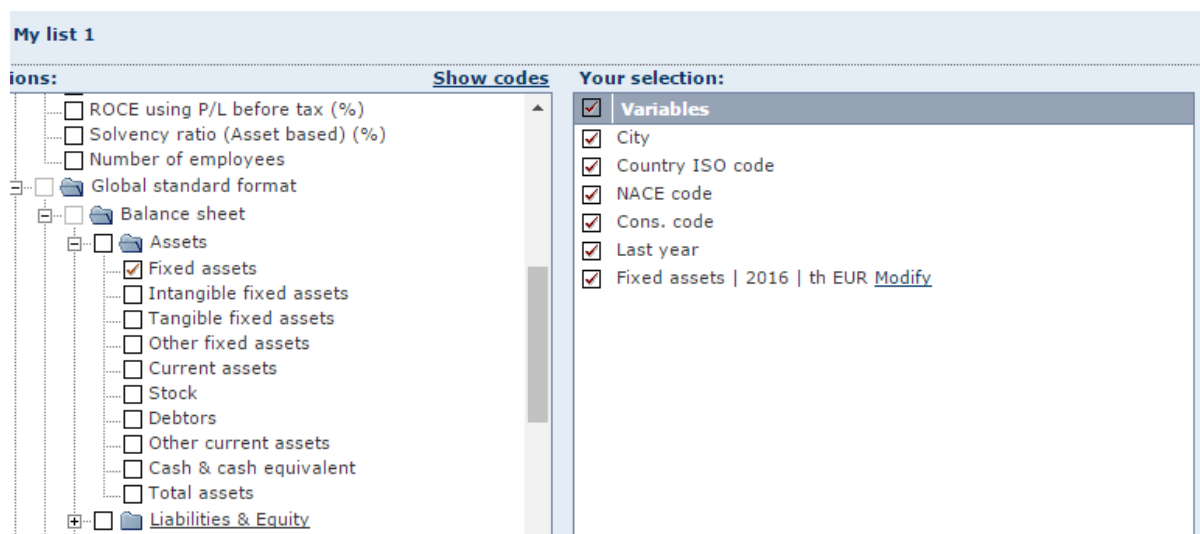 My list 1
ions:
Show codes
ROCE using P/L before tax (%)
Solvency ratio (Asset based) (%)
Number of employees
Global standard format
Balance sheet
Assets
Fixed assets
Intangible fixed assets
Tangible fixed assets
Other fixed assets
Current assets
Stock
Debtors
Other current assets
Cash & cash equivalent
Total assets
Liabilities & Equity
Your selection:
Variables
City
Country ISO code
NACE code
Cons. code
Last year
Fixed assets | 2016 | th EUR Modify